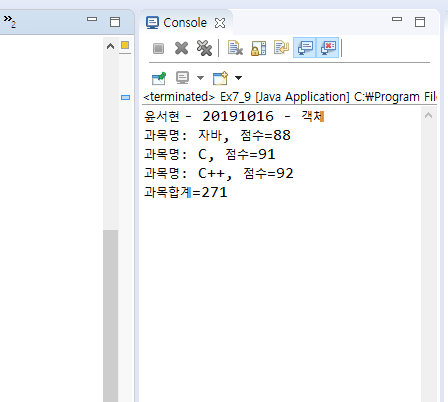 »2
Console
<terminated> Ex7_9 [Java Application] C:₩Program File
윤서현 - 20191016 - 객체
과목명: 자바, 점수=88
과목명: C, 점수=91
과목명: C++, 점수=92
과목합계=271